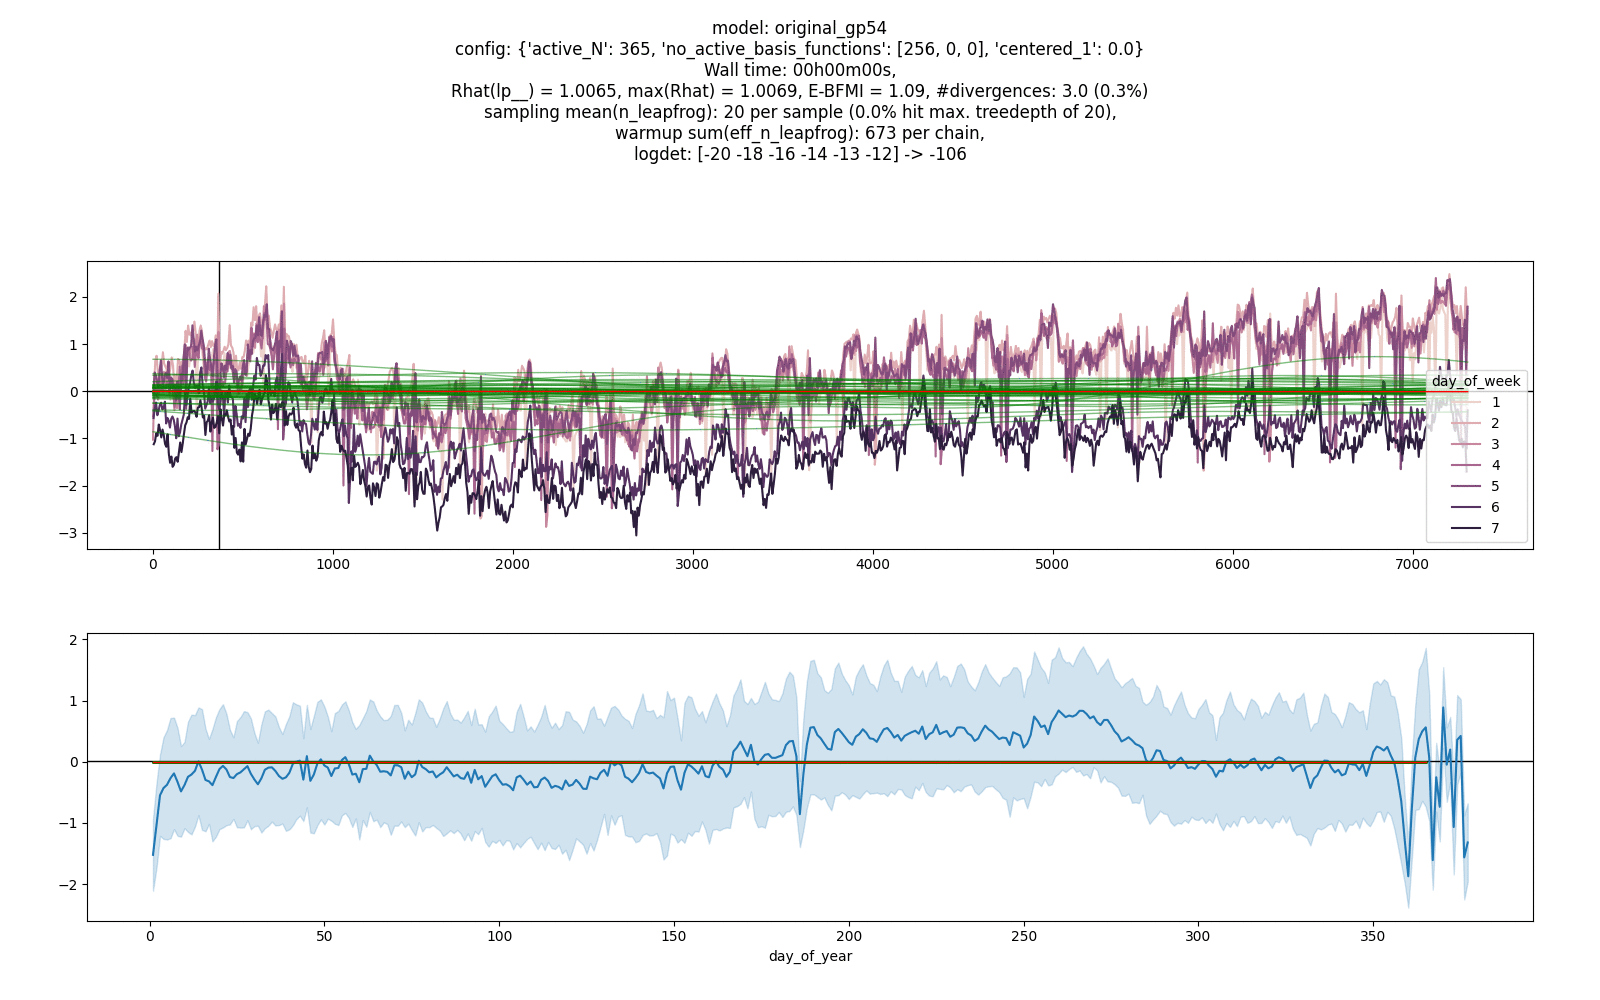 model: original_gp54
config: {'active_N': 365, 'no_active_basis_functions': [256, 0, 0], 'centered_1': 0.0}
Wall time: 00h00m00s,
Rhat(lp__) = 1.0065, max(Rhat) = 1.0069, E-BFMI = 1.09, #divergences: 3.0 (0.3%)
sampling mean(n_leapfrog): 20 per sample (0.0% hit max. treedepth of 20),
warmup sum(eff_n_leapfrog): 673 per chain,
logdet: [-20 -18 -16 -14 -13 -12] -> -106
2
1
0
−1
−2
−3
0 1000 2000 3000 4000 5000 6000 7000
day_of_week
1
2
3
4
5
6
7
2
1
0
−1
−2
0 50 100 150 200 250 300 350
day_of_year